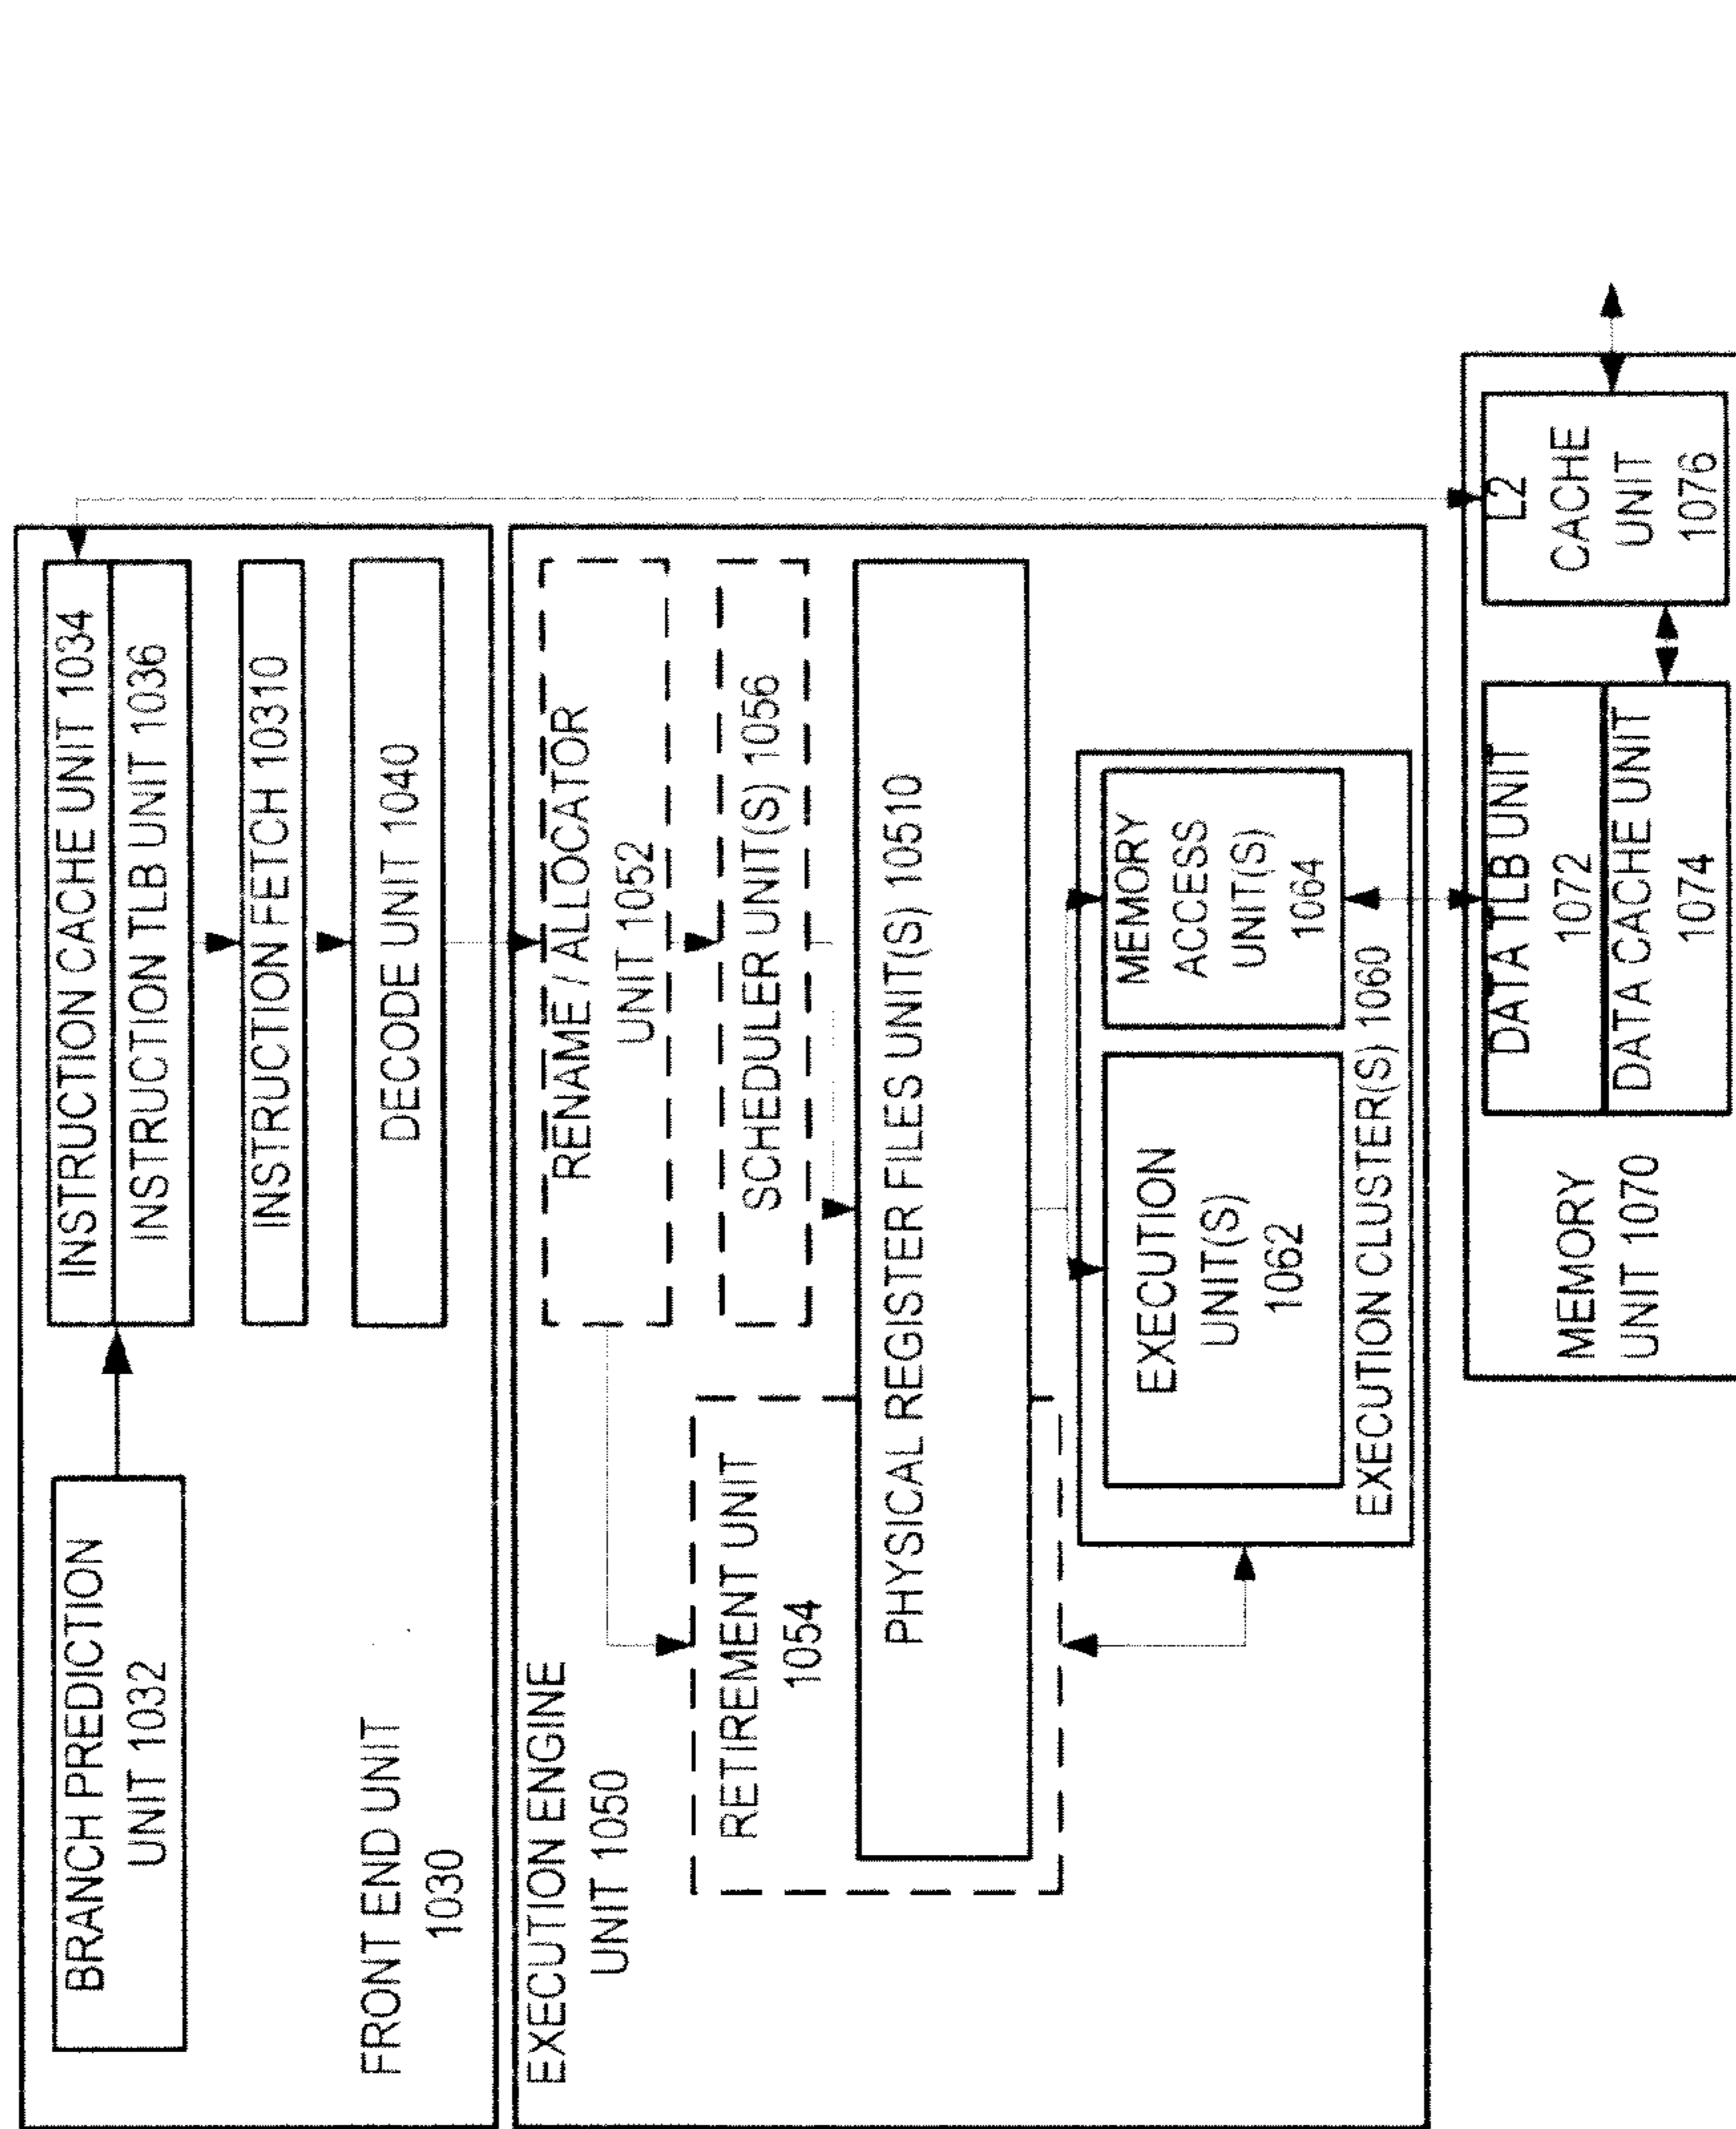 BRANCH PREDICTION
UNIT 1032
INSTRUCTION CACHE UNIT 1034
INSTRUCTION TLB UNIT 1036
INSTRUCTION FETCH 10310
DECODE UNIT 1040
FRONT END UNIT
1030
EXECUTION ENGINE
UNIT 1050
RENAME / ALLOCATOR
UNIT 1052
SCHEDULER UNIT(S) 1056
RETIREMENT UNIT
1054
PHYSICAL REGISTER FILES UNIT(S) 10510
EXECUTION
UNIT(S)
1062
MEMORY
ACCESS
UNIT(S)
1064
EXECUTION CLUSTER(S) 1060
MEMORY
UNIT 1070
DATA TLB UNIT
1072
DATA CACHE UNIT
1074
L2
CACHE
UNIT
1076